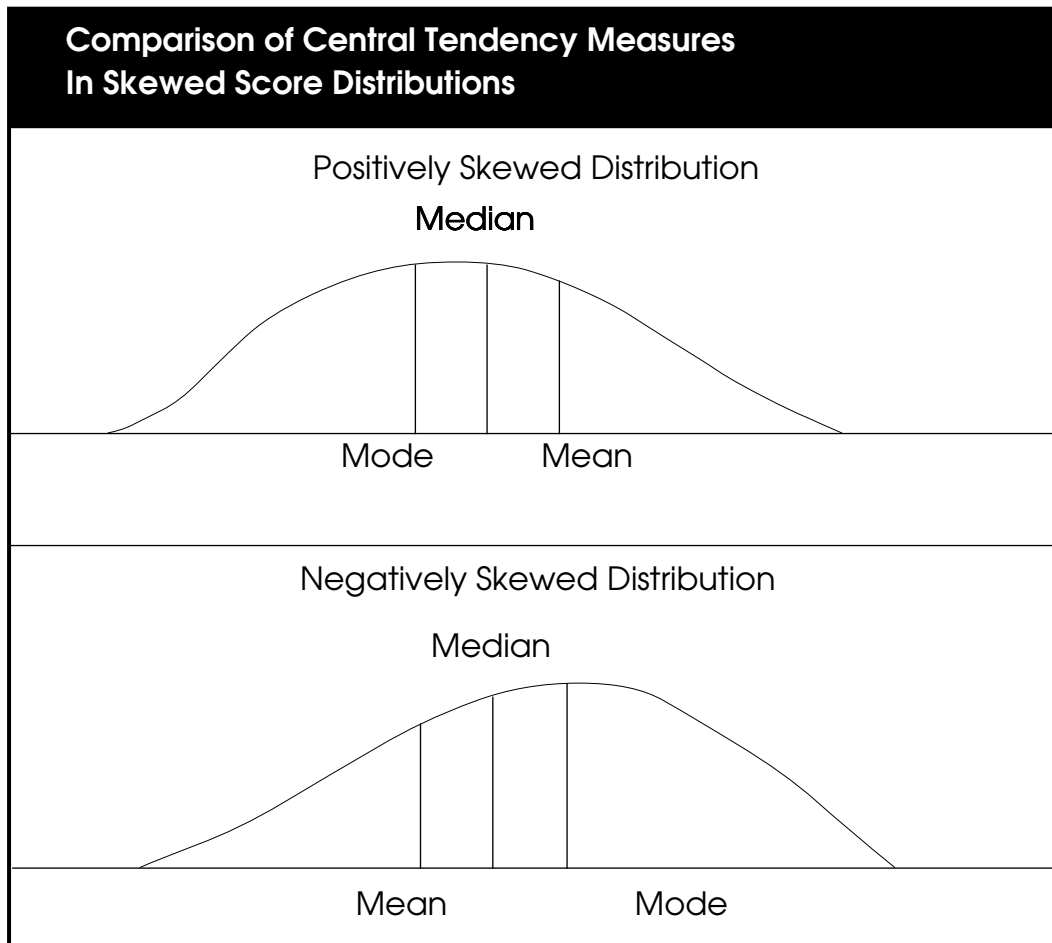 Comparison of Central Tendency Measures
In Skewed Score Distributions
Positively Skewed Distribution
Median
Mode Mean
Negatively Skewed Distribution
Median
Mean Mode